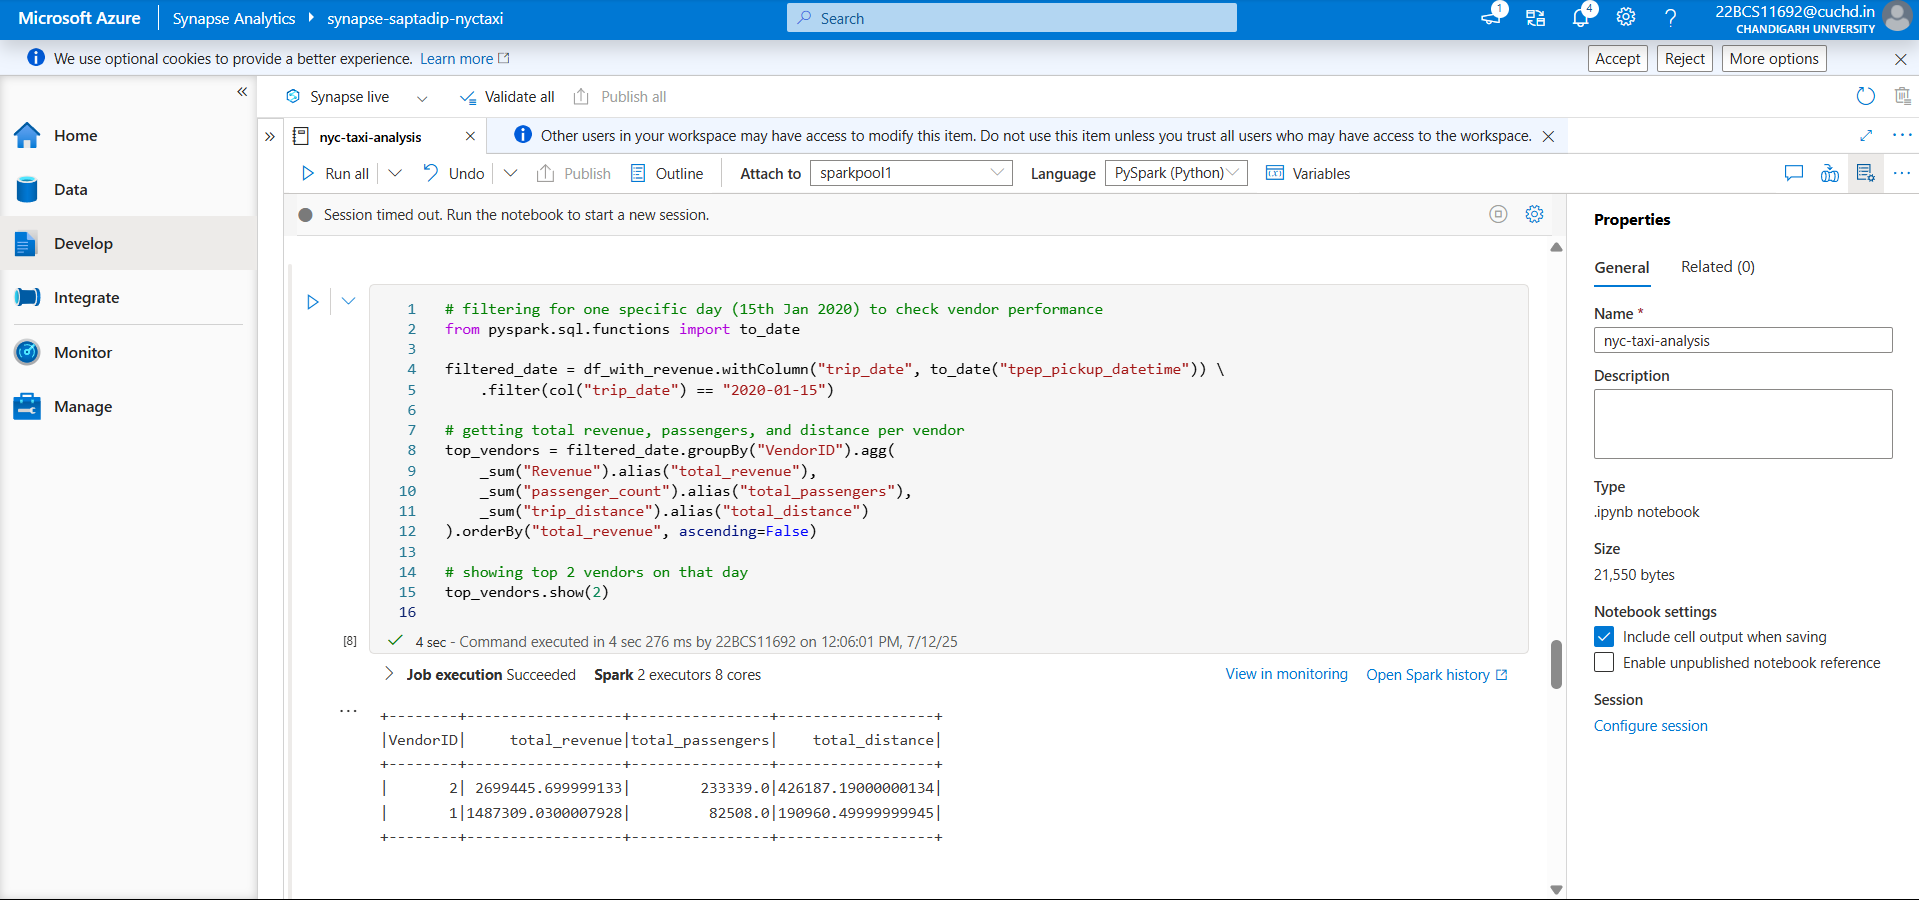 Microsoft Azure
Synapse Analytics
synapse-saptadip-nyctaxi
Search
1
4
22BCS11692@cuchd.in
CHANDIGARH UNIVERSITY
We use optional cookies to provide a better experience. Learn more
Accept
Reject
More options
Home
Data
Develop
Integrate
Monitor
Manage
Synapse live
Validate all
Publish all
nyc-taxi-analysis
Other users in your workspace may have access to modify this item. Do not use this item unless you trust all users who may have access to the workspace.
Run all
Undo
Publish
Outline
Attach to
sparkpool1
Language
PySpark (Python)
Variables
Session timed out. Run the notebook to start a new session.
1 # filtering for one specific day (15th Jan 2020) to check vendor performance
2 from pyspark.sql.functions import to_date
3
4 filtered_date = df_with_revenue.withColumn("trip_date", to_date("tpep_pickup_datetime")) \
5     .filter(col("trip_date") == "2020-01-15")
6
7 # getting total revenue, passengers, and distance per vendor
8 top_vendors = filtered_date.groupBy("VendorID").agg(
9     _sum("Revenue").alias("total_revenue"),
10     _sum("passenger_count").alias("total_passengers"),
11     _sum("trip_distance").alias("total_distance")
12 ).orderBy("total_revenue", ascending=False)
13
14 # showing top 2 vendors on that day
15 top_vendors.show(2)
16
[8]
4 sec - Command executed in 4 sec 276 ms by 22BCS11692 on 12:06:01 PM, 7/12/25
Job execution Succeeded Spark 2 executors 8 cores
View in monitoring
Open Spark history
...
+--------+------------------+----------------+------------------+
|VendorID|     total_revenue|total_passengers|    total_distance|
+--------+------------------+----------------+------------------+
|       2| 2699445.699999133|        233339.0|426187.19000000134|
|       1|1487309.0300007928|         82508.0|190960.49999999945|
+--------+------------------+----------------+------------------+
Properties
General
Related (0)
Name *
nyc-taxi-analysis
Description
Type
.ipynb notebook
Size
21,550 bytes
Notebook settings
Include cell output when saving
Enable unpublished notebook reference
Session
Configure session